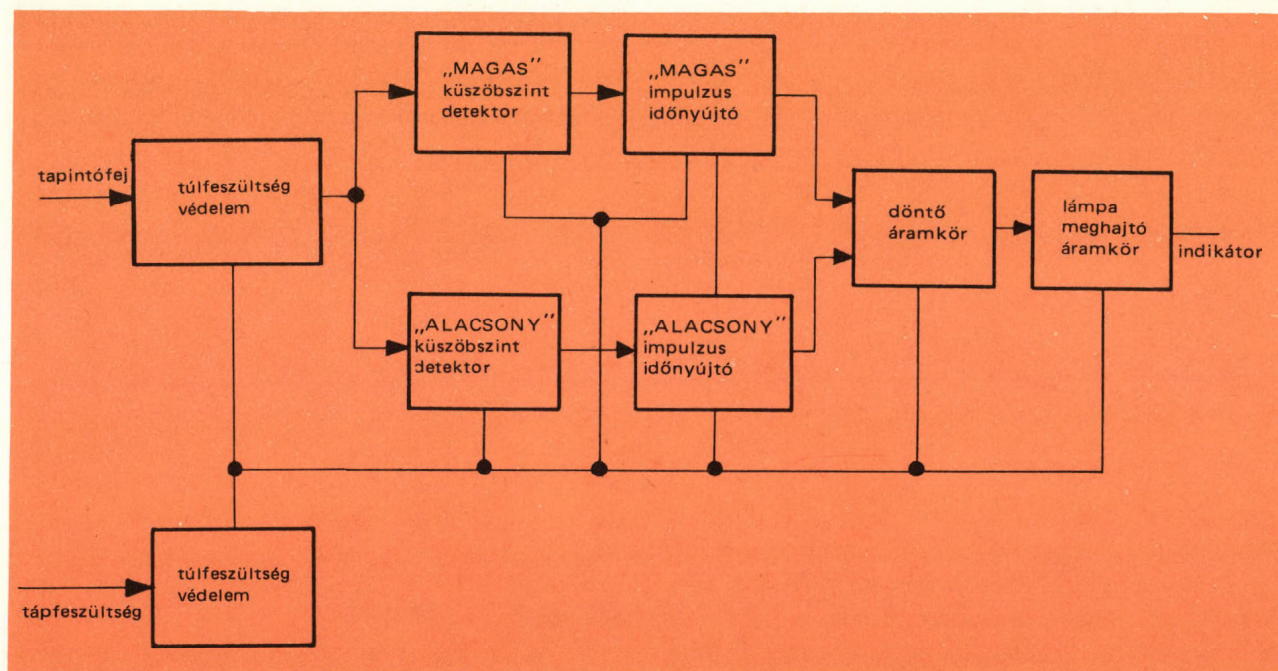 „MAGAS”
küszöbszint
detektor
„MAGAS”
impulzus
időnyújtó
tapintófej
túlfeszültség
védelem
döntő
áramkör
lámpa
meghajtó
áramkör
indikátor
„ALACSONY”
küszöbszint
detektor
„ALACSONY”
impulzus
időnyújtó
tápfeszültség
túlfeszültség
védelem